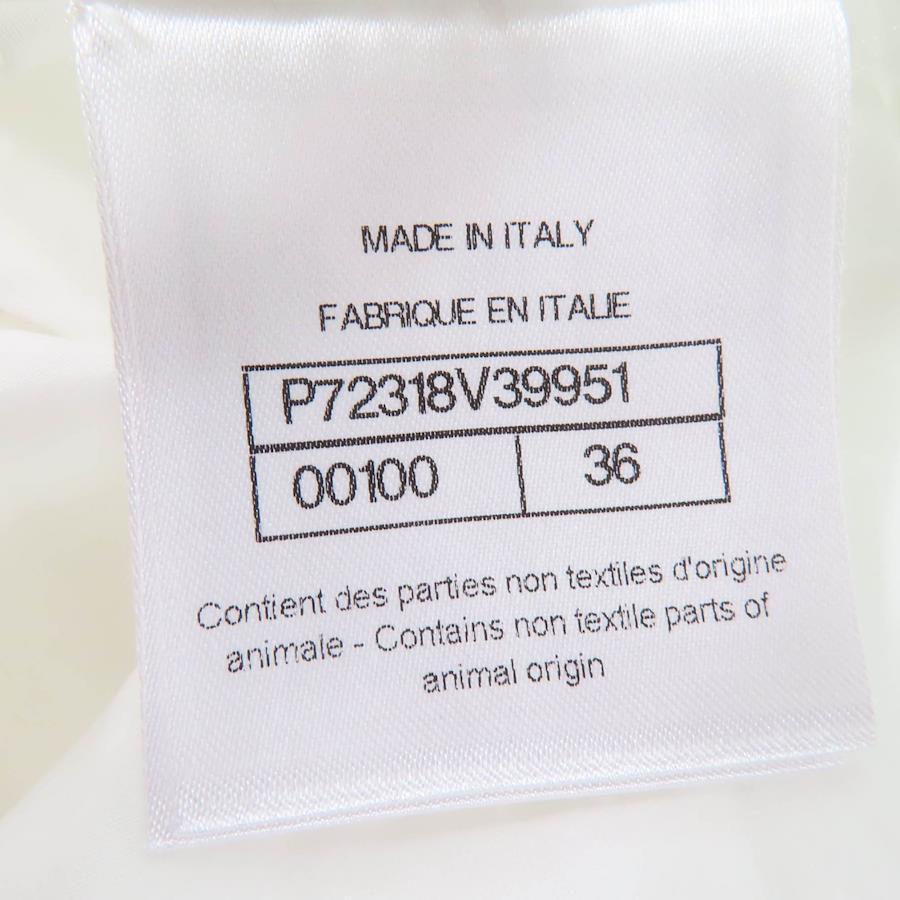 MADE IN ITALY
FABRIQUE EN ITALIE
P72318V39951
00100 36
Contient des parties non textiles d'origine
animale - Contains non textile parts of
animal origin